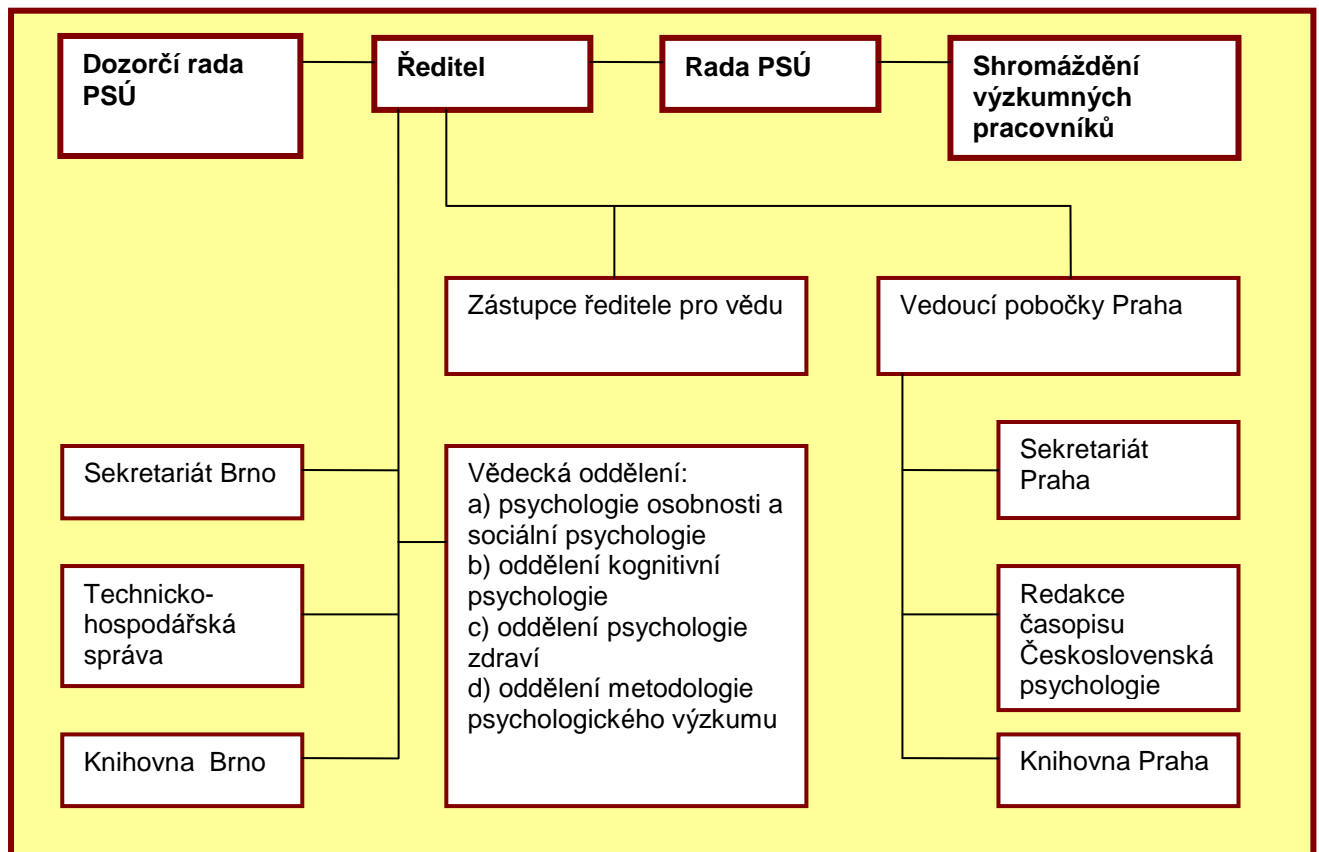 Dozorčí rada
PSÚ
Ředitel
Rada PSÚ
Shromáždění
výzkumných
pracovníků
Zástupce ředitele pro vědu
Vedoucí pobočky Praha
Sekretariát Brno
Technicko-
hospodářská
správa
Knihovna  Brno
Vědecká oddělení:
a) psychologie osobnosti a
sociální psychologie
b) oddělení kognitivní
psychologie
c) oddělení psychologie
zdraví
d) oddělení metodologie
psychologického výzkumu
Sekretariát
Praha
Redakce
časopisu
Československá
psychologie
Knihovna Praha